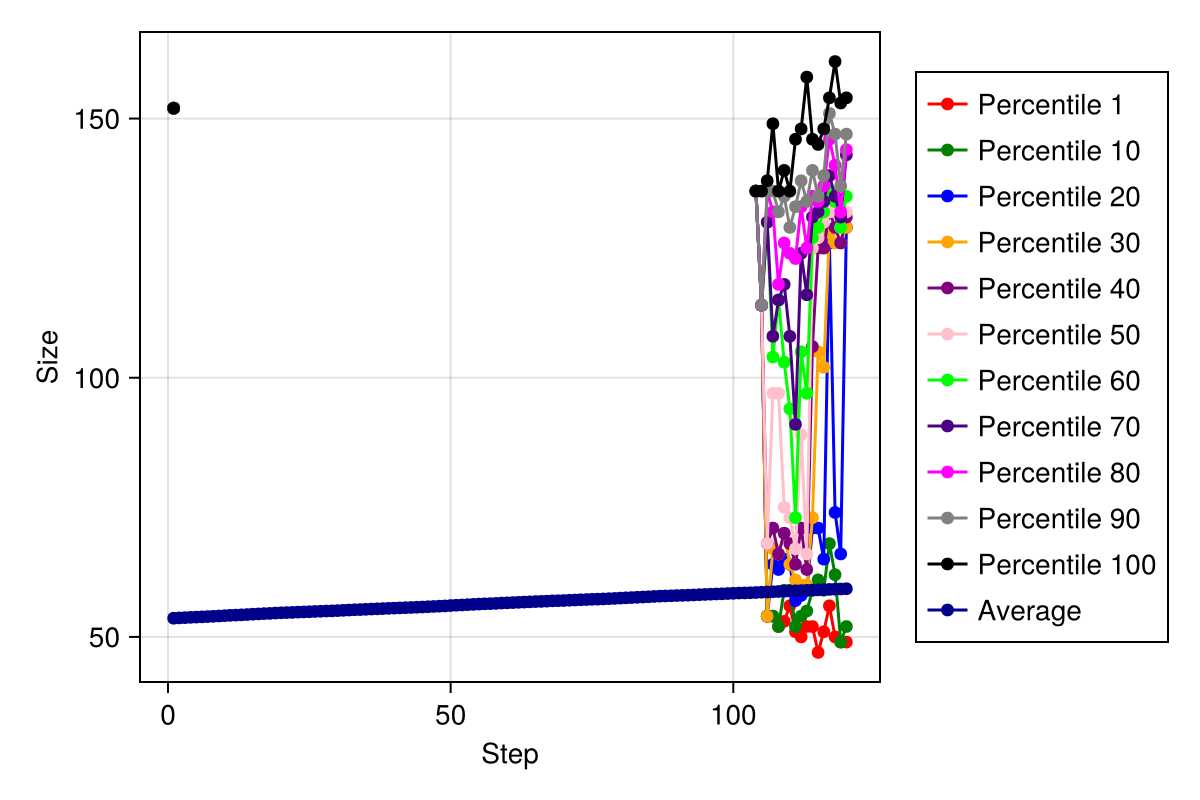 150
100
50
Size
0
50
100
Step
Percentile 1
Percentile 10
Percentile 20
Percentile 30
Percentile 40
Percentile 50
Percentile 60
Percentile 70
Percentile 80
Percentile 90
Percentile 100
Average